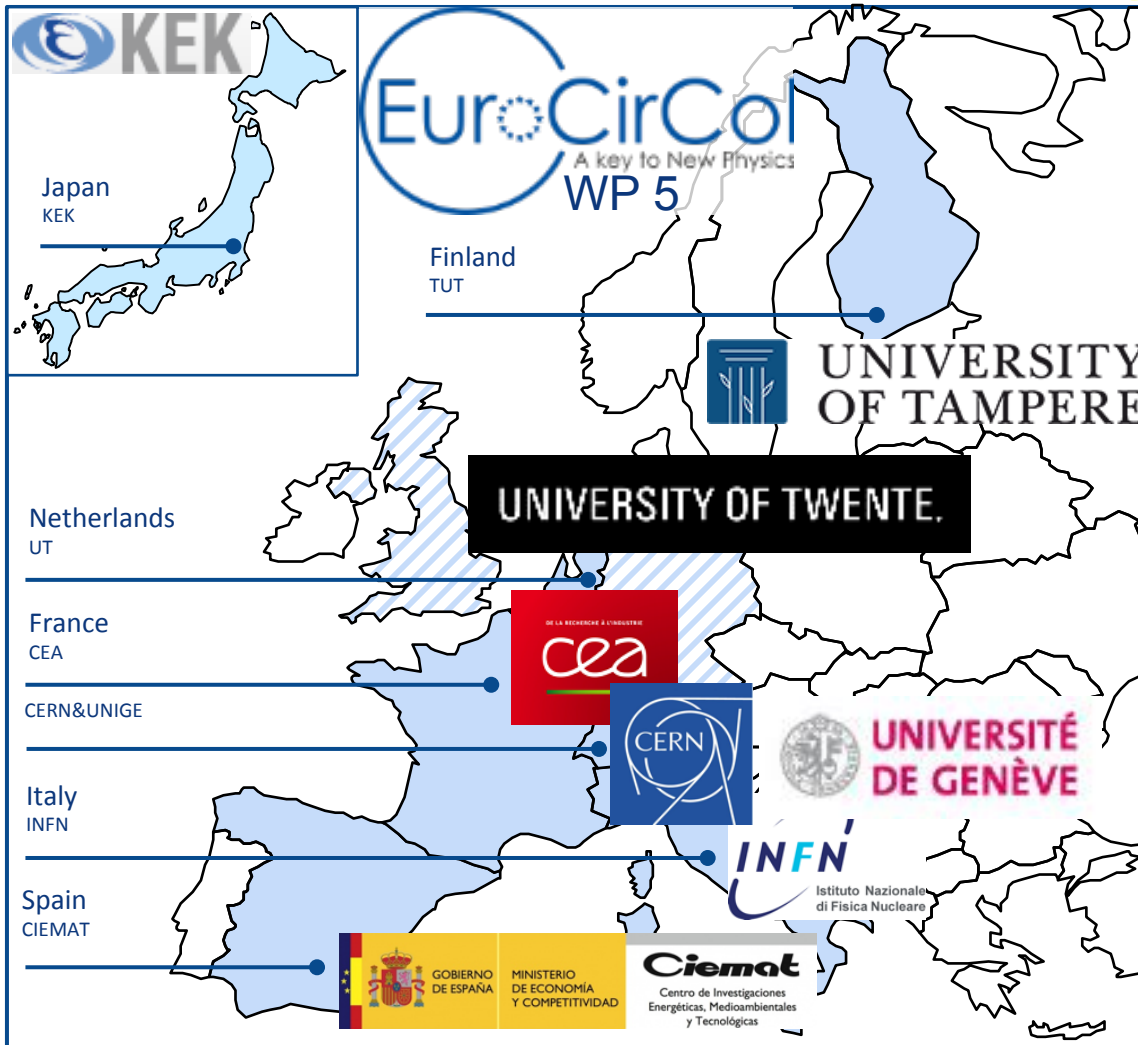 KEK
EuroCirCol
A key to New Physics
WP 5
Japan
KEK
Finland
TUT
UNIVERSITY
OF TAMPERE
UNIVERSITY OF TWENTE.
Netherlands
UT
France
CEA
DE LA RECHERCHE À L'INDUSTRIE
cea
CERN&UNIGE
CERN
UNIVERSITÉ
DE GENÈVE
Italy
INFN
INFN
Istituto Nazionale
di Fisica Nucleare
Spain
CIEMAT
GOBIERNO
DE ESPAÑA
MINISTERIO
DE ECONOMÍA
Y COMPETITIVIDAD
Ciemat
Centro de Investigaciones
Energéticas, Medioambientales
y Tecnológicas